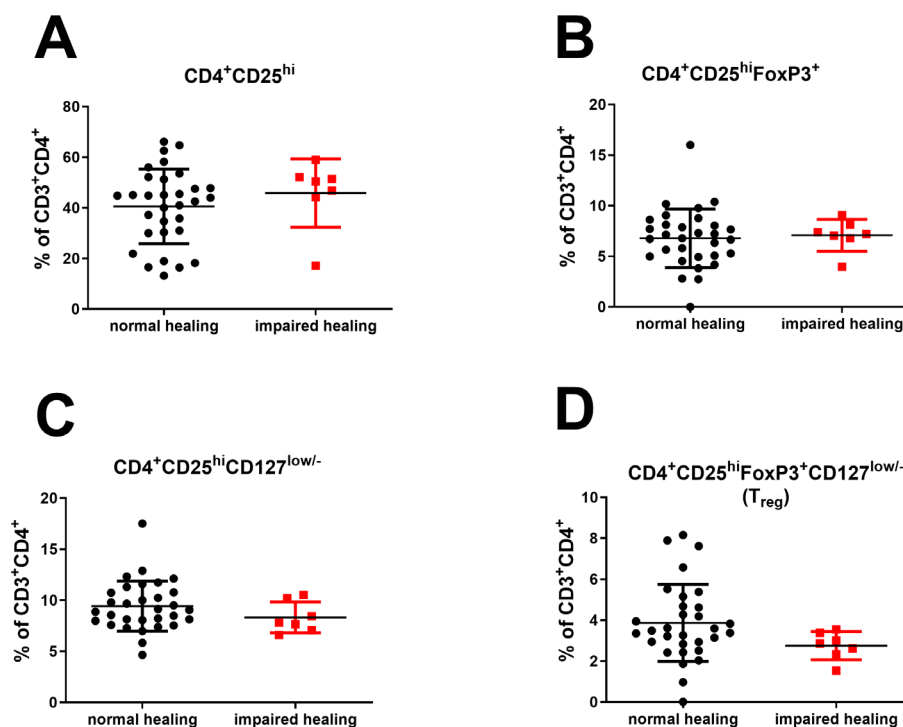 A
CD4⁺CD25ʰⁱ
% of CD3⁺CD4⁺
80
60
40
20
0
normal healing
impaired healing
B
CD4⁺CD25ʰⁱFoxP3⁺
% of CD3⁺CD4⁺
20
15
10
5
0
normal healing
impaired healing
C
CD4⁺CD25ʰⁱCD127ˡᵒʷ/⁻
% of CD3⁺CD4⁺
20
15
10
5
0
normal healing
impaired healing
D
CD4⁺CD25ʰⁱFoxP3⁺CD127ˡᵒʷ/⁻
(Tᵣₑg)
% of CD3⁺CD4⁺
10
8
6
4
2
0
normal healing
impaired healing